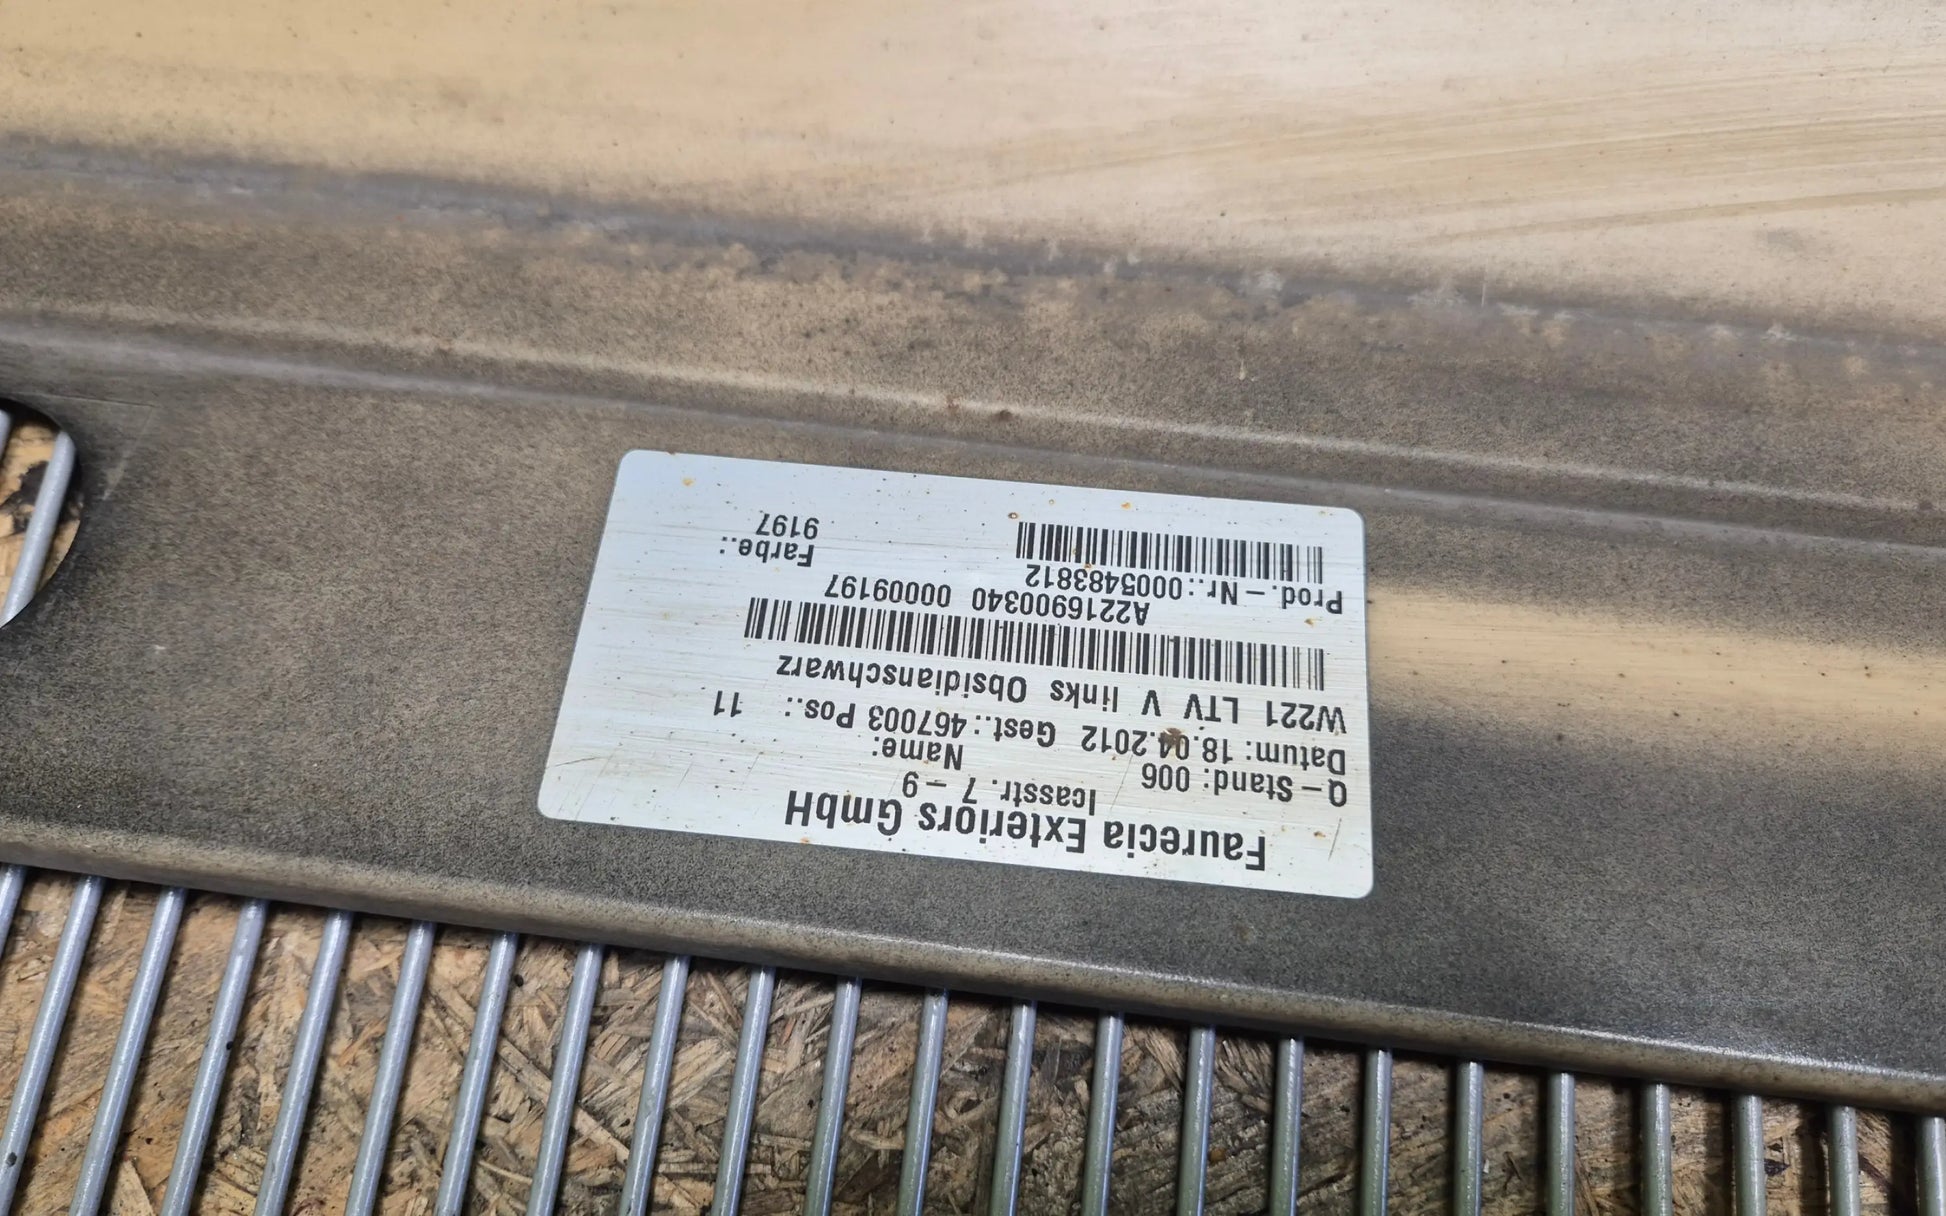 Faurecia Exteriors GmbH
Icasstr. 7-9
Q-Stand: 006 Name:
Datum: 18.04.2012 Gest.: 467003 Pos.: 11
W221 LTV V links Obsidianschwarz
A2216900340 00009197
Prod.-Nr.: 0005483812 Farbe.:
9197